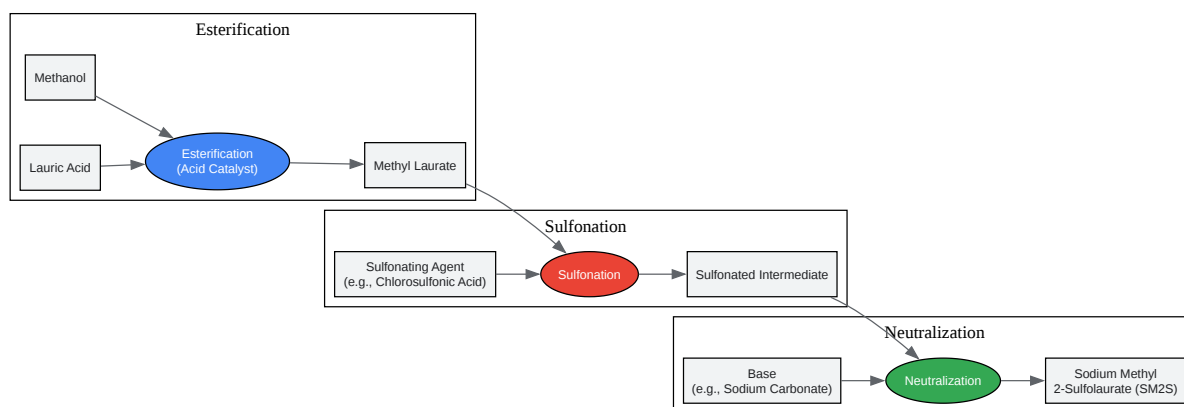 Esterification
Methanol
Lauric Acid
Esterification
(Acid Catalyst)
Methyl Laurate
Sulfonation
Sulfonating Agent
(e.g., Chlorosulfonic Acid)
Sulfonation
Sulfonated Intermediate
Neutralization
Base
(e.g., Sodium Carbonate)
Neutralization
Sodium Methyl
2-Sulfolaurate (SM2S)